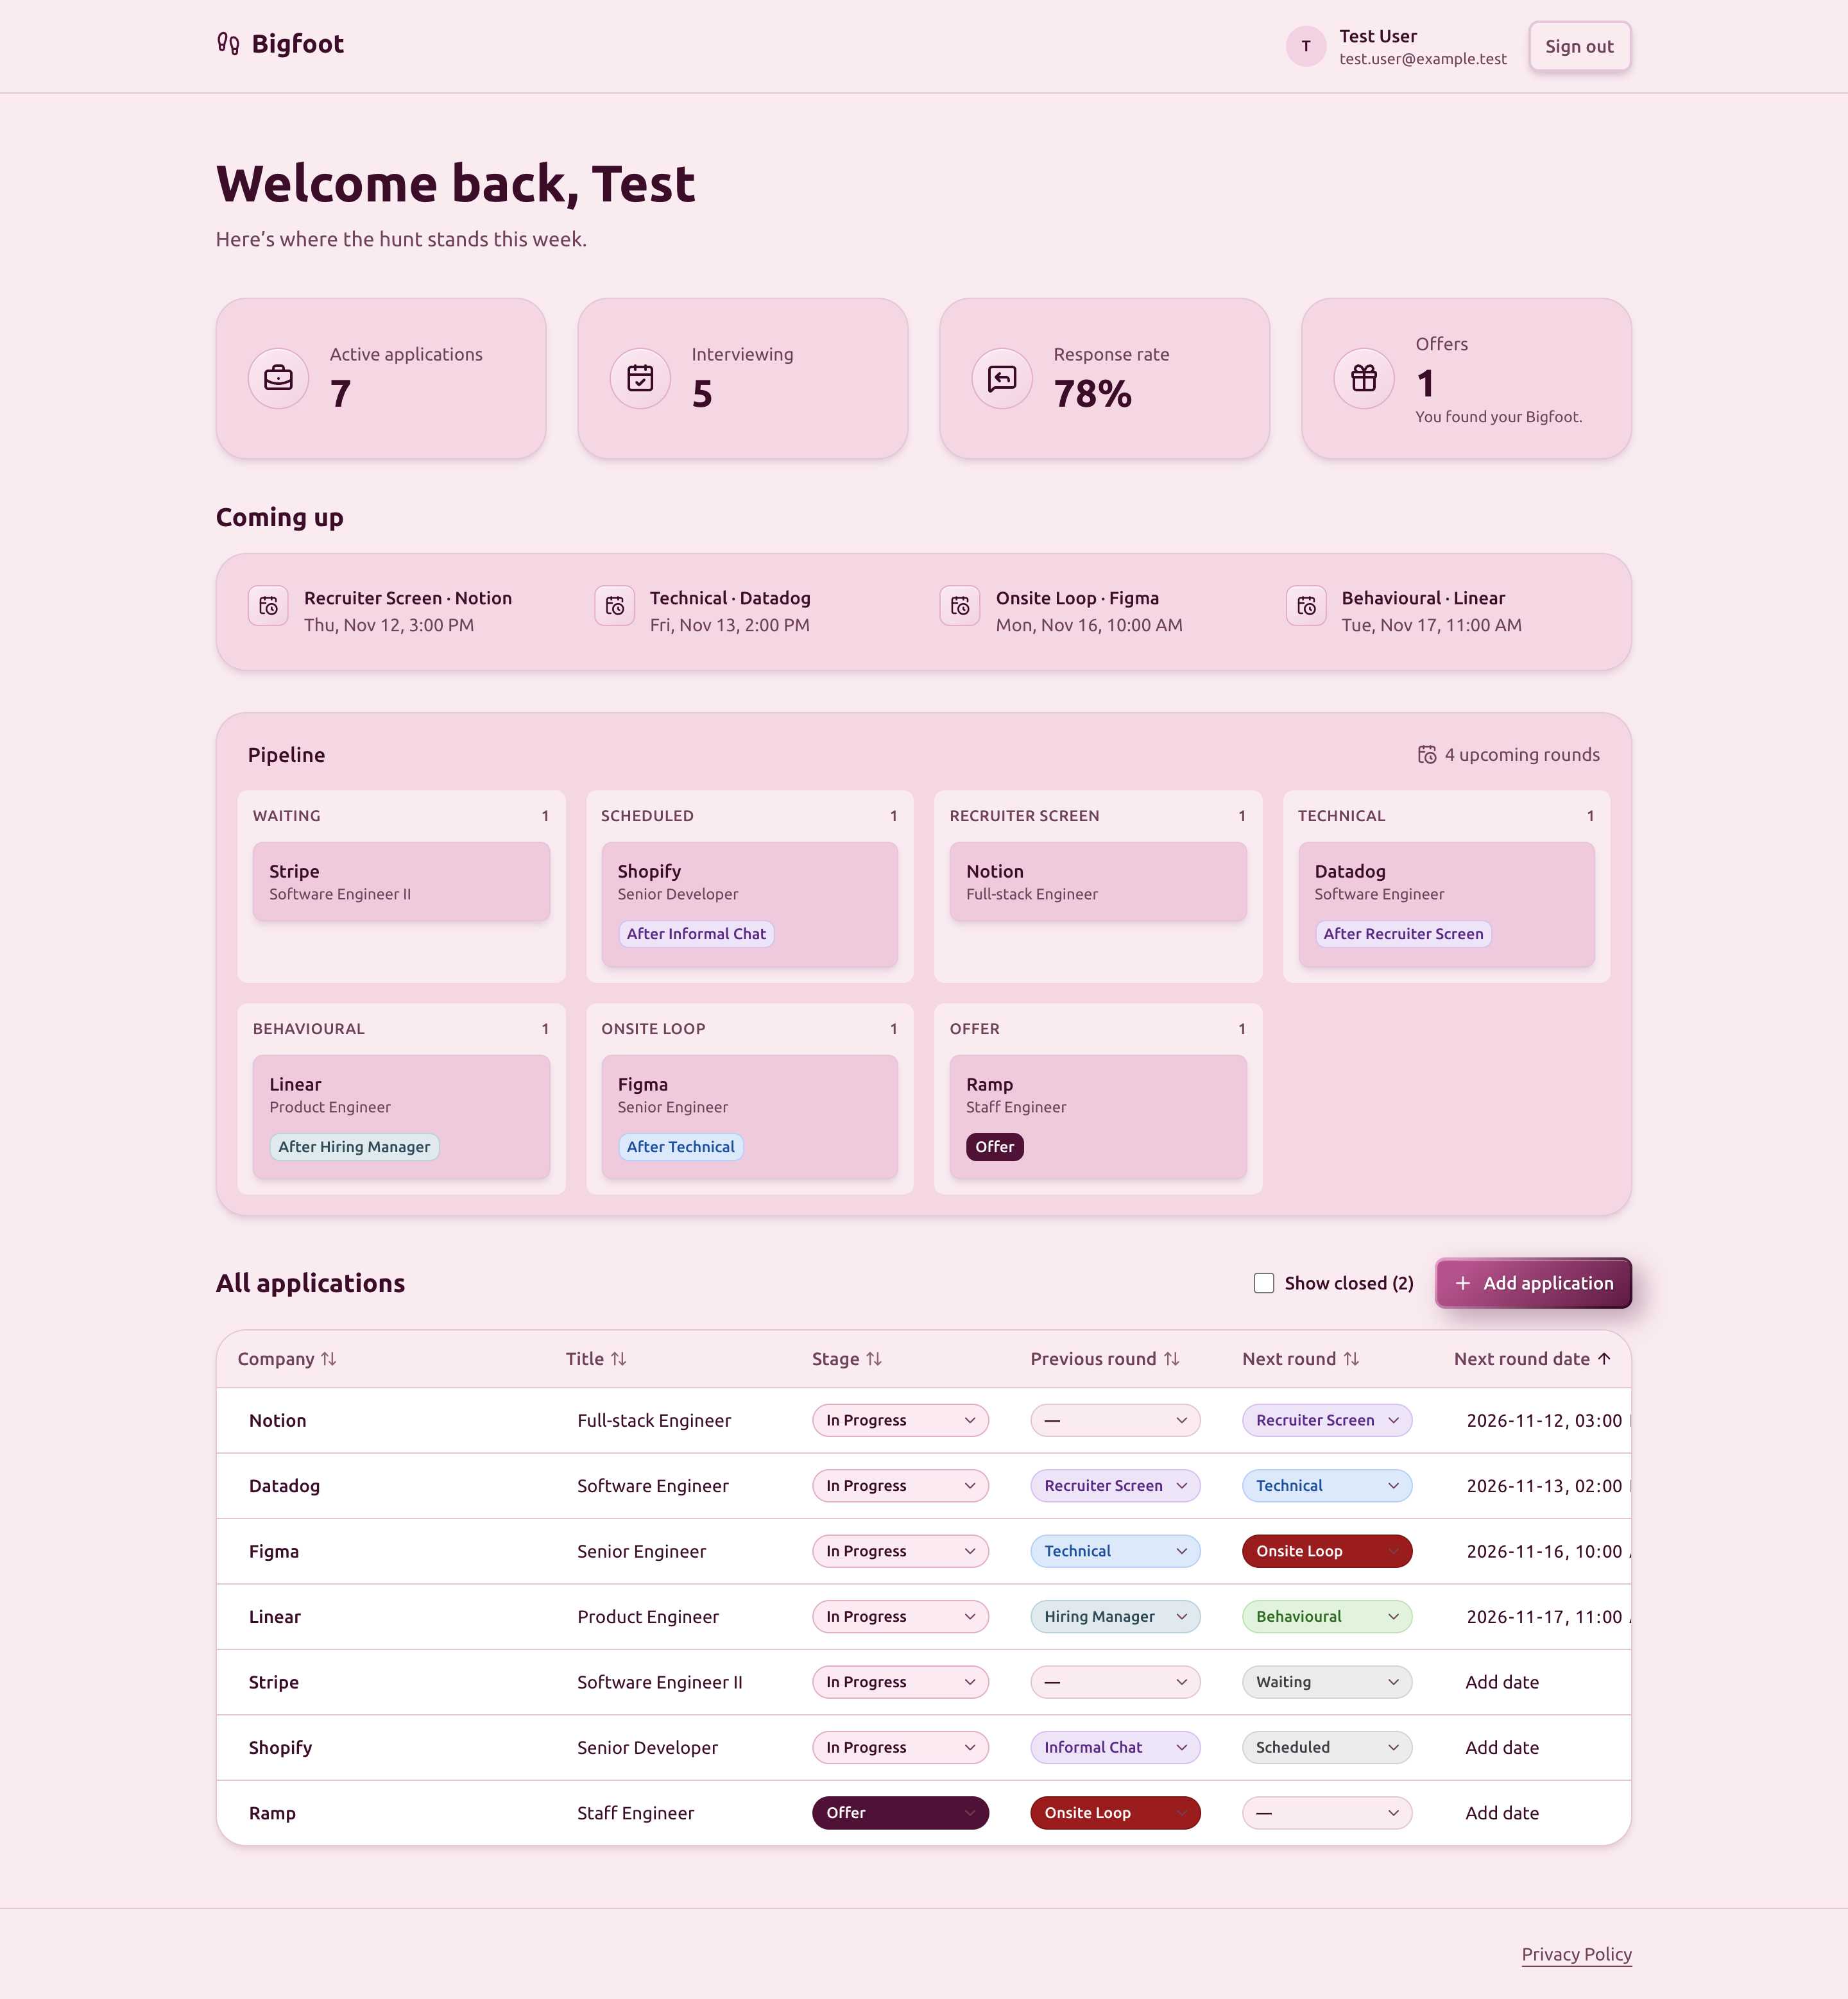 Bigfoot
T
Test User
test.user@example.test
Sign out
Welcome back, Test
Here’s where the hunt stands this week.
Active applications
7
Interviewing
5
Response rate
78%
Offers
1
You found your Bigfoot.
Coming up
Recruiter Screen · Notion
Thu, Nov 12, 3:00 PM
Technical · Datadog
Fri, Nov 13, 2:00 PM
Onsite Loop · Figma
Mon, Nov 16, 10:00 AM
Behavioural · Linear
Tue, Nov 17, 11:00 AM
Pipeline
4 upcoming rounds
WAITING 1
Stripe
Software Engineer II
SCHEDULED 1
Shopify
Senior Developer
After Informal Chat
RECRUITER SCREEN 1
Notion
Full-stack Engineer
TECHNICAL 1
Datadog
Software Engineer
After Recruiter Screen
BEHAVIOURAL 1
Linear
Product Engineer
After Hiring Manager
ONSITE LOOP 1
Figma
Senior Engineer
After Technical
OFFER 1
Ramp
Staff Engineer
Offer
All applications
Show closed (2)
Add application
Company Title Stage Previous round Next round Next round date
Notion Full-stack Engineer In Progress — Recruiter Screen 2026-11-12, 03:00
Datadog Software Engineer In Progress Recruiter Screen Technical 2026-11-13, 02:00
Figma Senior Engineer In Progress Technical Onsite Loop 2026-11-16, 10:00
Linear Product Engineer In Progress Hiring Manager Behavioural 2026-11-17, 11:00
Stripe Software Engineer II In Progress — Waiting Add date
Shopify Senior Developer In Progress Informal Chat Scheduled Add date
Ramp Staff Engineer Offer Onsite Loop — Add date
Privacy Policy